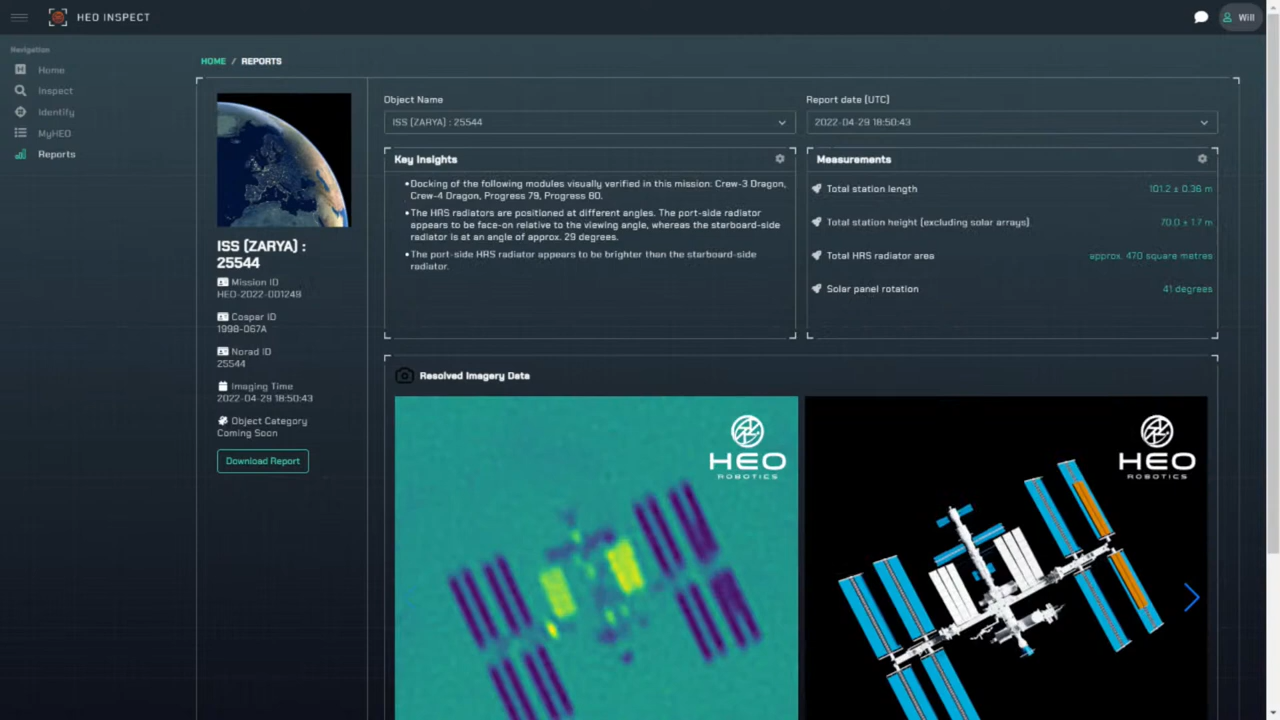 HEO INSPECT
Will
Navigation
Home
Inspect
Identify
MyHEO
Reports
HOME / REPORTS
ISS (ZARYA) :
25544
Mission ID
HEO-2022-001249
Cospar ID
1998-067A
Norad ID
25544
Imaging Time
2022-04-29 18:50:43
Object Category
Coming Soon
Download Report
Object Name
ISS (ZARYA) : 25544
Report date (UTC)
2022-04-29 18:50:43
Key Insights
•Docking of the following modules visually verified in this mission: Crew-3 Dragon,
Crew-4 Dragon, Progress 79, Progress 80.
•The HRS radiators are positioned at different angles. The port-side radiator
appears to be face-on relative to the viewing angle, whereas the starboard-side
radiator is at an angle of approx. 29 degrees.
•The port-side HRS radiator appears to be brighter than the starboard-side
radiator.
Measurements
Total station length 101.2 ± 0.36 m
Total station height (excluding solar arrays) 70.0 ± 1.7 m
Total HRS radiator area approx. 470 square metres
Solar panel rotation 41 degrees
Resolved Imagery Data
HEO
ROBOTICS
HEO
ROBOTICS